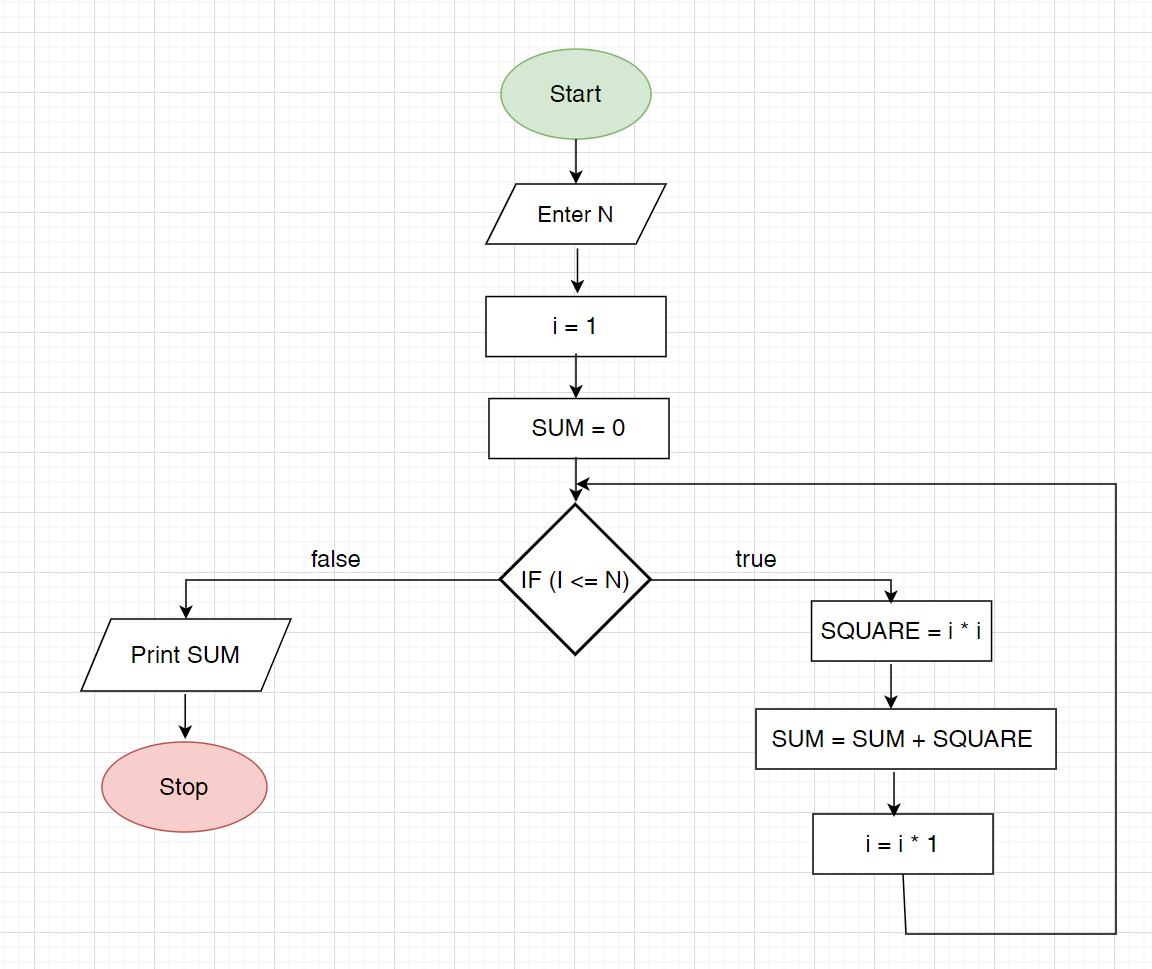 Start
Enter N
i = 1
SUM = 0
IF (I <= N)
false
true
Print SUM
Stop
SQUARE = i * i
SUM = SUM + SQUARE
i = i * 1